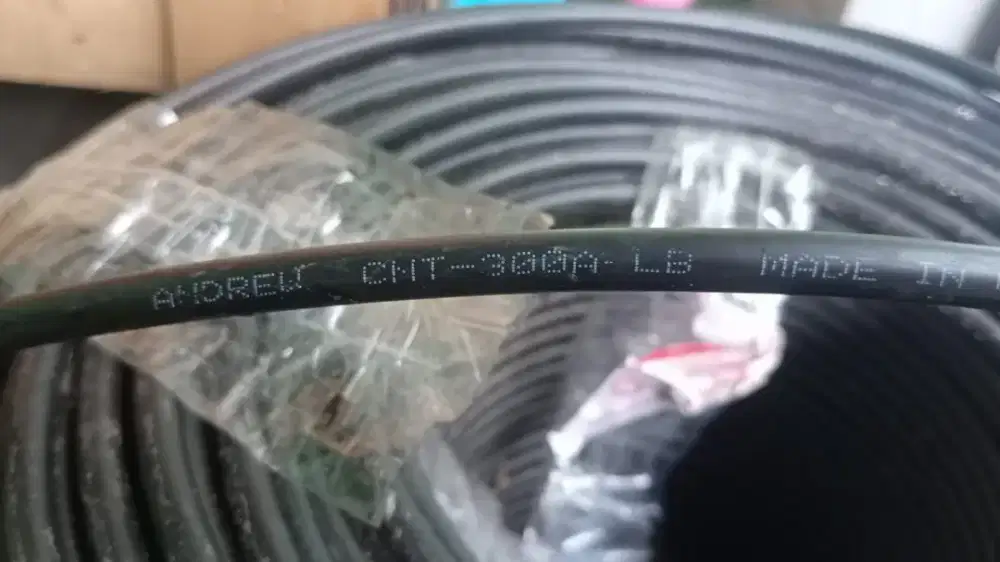 ANDREW CNT-300A-LB MADE IN